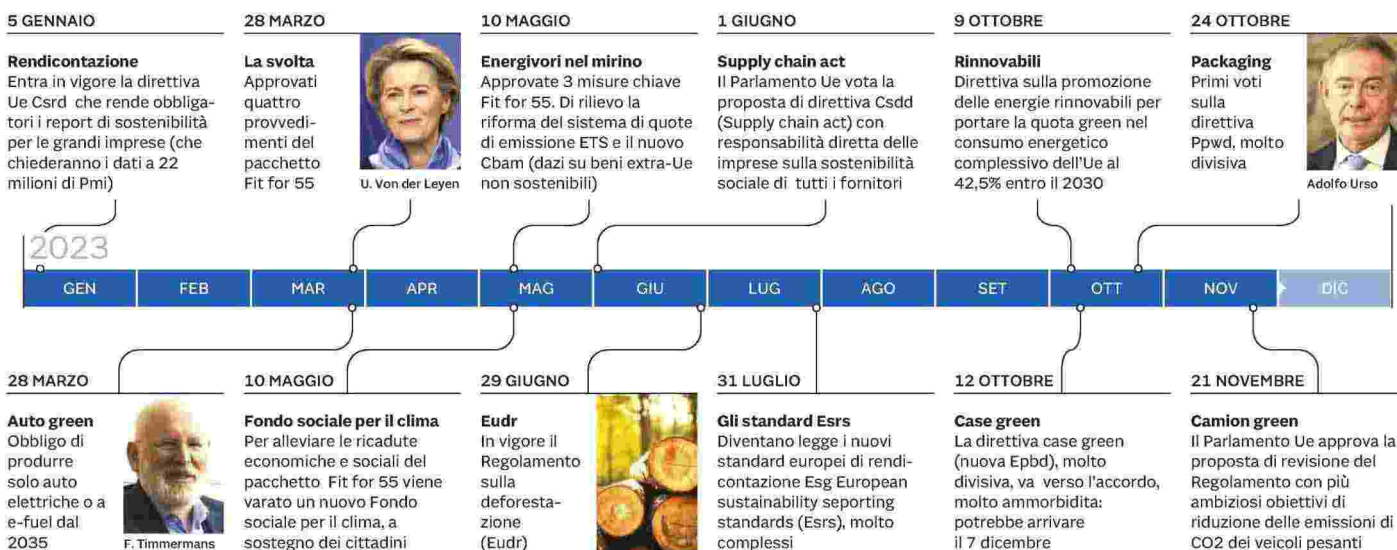 5 GENNAIO
Rendicontazione
Entra in vigore la direttiva
Ue Csrd che rende obbliga-
tori i report di sostenibilità
per le grandi imprese (che
chiederanno i dati a 22
milioni di Pmi)
28 MARZO
La svolta
Approvati
quattro
provvedi-
menti del
pacchetto
Fit for 55
U. Von der Leyen
10 MAGGIO
Energivori nel mirino
Approvate 3 misure chiave
Fit for 55. Di rilievo la
riforma del sistema di quote
di emissione ETS e il nuovo
Cbam (dazi su beni extra-Ue
non sostenibili)
1 GIUGNO
Supply chain act
Il Parlamento Ue vota la
proposta di direttiva Csdd
(Supply chain act) con
responsabilità diretta delle
imprese sulla sostenibilità
sociale di tutti i fornitori
9 OTTOBRE
Rinnovabili
Direttiva sulla promozione
delle energie rinnovabili per
portare la quota green nel
consumo energetico
complessivo dell'Ue al
42,5% entro il 2030
24 OTTOBRE
Packaging
Primi voti
sulla
direttiva
Ppwd, molto
divisiva
Adolfo Urso
2023
GEN FEB MAR APR MAG GIU LUG AGO SET OTT NOV DIC
28 MARZO
Auto green
Obbligo di
produrre
solo auto
elettriche o a
e-fuel dal
2035
F. Timmermans
10 MAGGIO
Fondo sociale per il clima
Per alleviare le ricadute
economiche e sociali del
pacchetto Fit for 55 viene
varato un nuovo Fondo
sociale per il clima, a
sostegno dei cittadini
29 GIUGNO
Eudr
In vigore il
Regolamento
sulla
deforesta-
zione
(Eudr)
31 LUGLIO
Gli standard Esrs
Diventano legge i nuovi
standard europei di rendi-
contazione Esg European
sustainability seporting
standards (Esrs), molto
complessi
12 OTTOBRE
Case green
La direttiva case green
(nuova Epbd), molto
divisiva, va verso l'accordo,
molto ammorbidita:
potrebbe arrivare
il 7 dicembre
21 NOVEMBRE
Camion green
Il Parlamento Ue approva la
proposta di revisione del
Regolamento con più
ambiziosi obiettivi di
riduzione delle emissioni di
CO2 dei veicoli pesanti